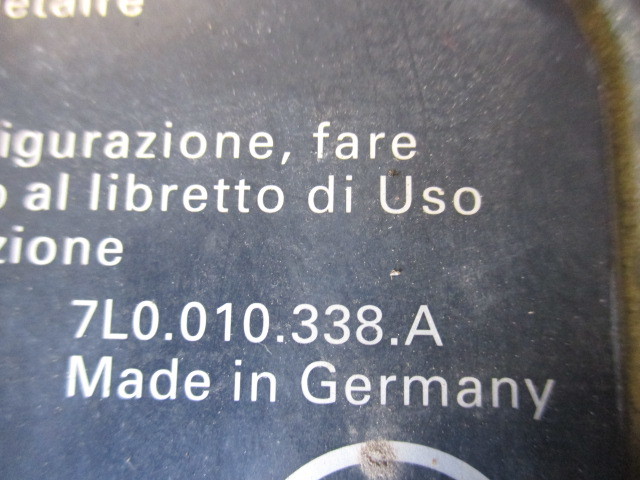 igurazione, fare
al libretto di Uso
zione
7L0.010.338.A
Made in Germany